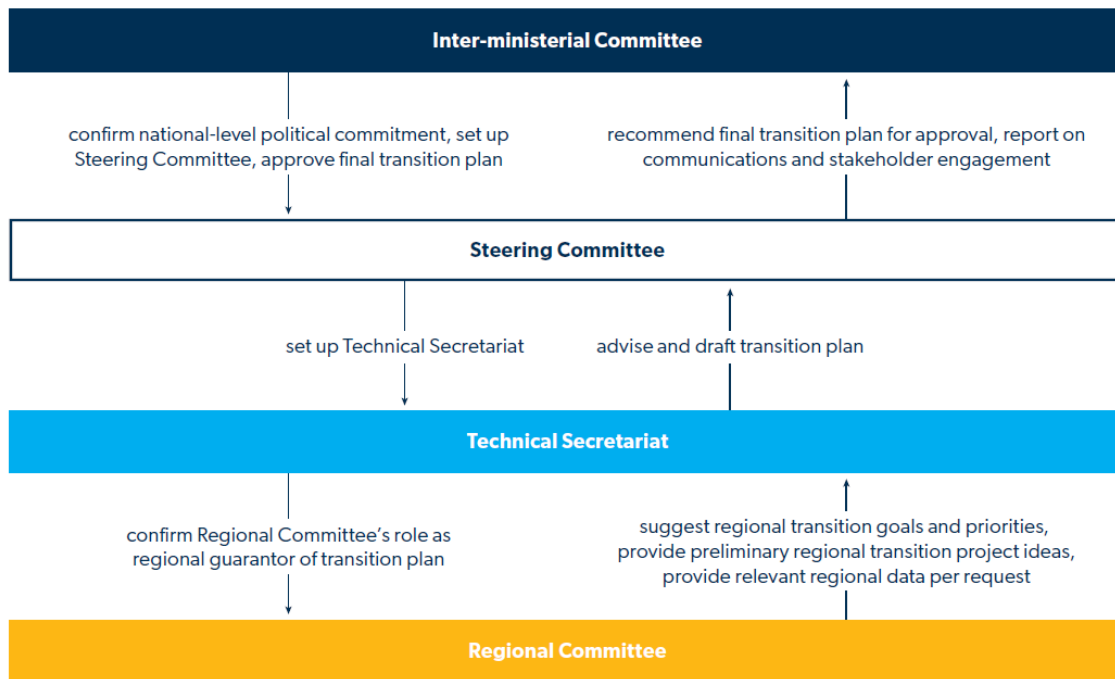 Inter-ministerial Committee
confirm national-level political commitment, set up
Steering Committee, approve final transition plan
recommend final transition plan for approval, report on
communications and stakeholder engagement
Steering Committee
set up Technical Secretariat
advise and draft transition plan
Technical Secretariat
confirm Regional Committee’s role as
regional guarantor of transition plan
suggest regional transition goals and priorities,
provide preliminary regional transition project ideas,
provide relevant regional data per request
Regional Committee